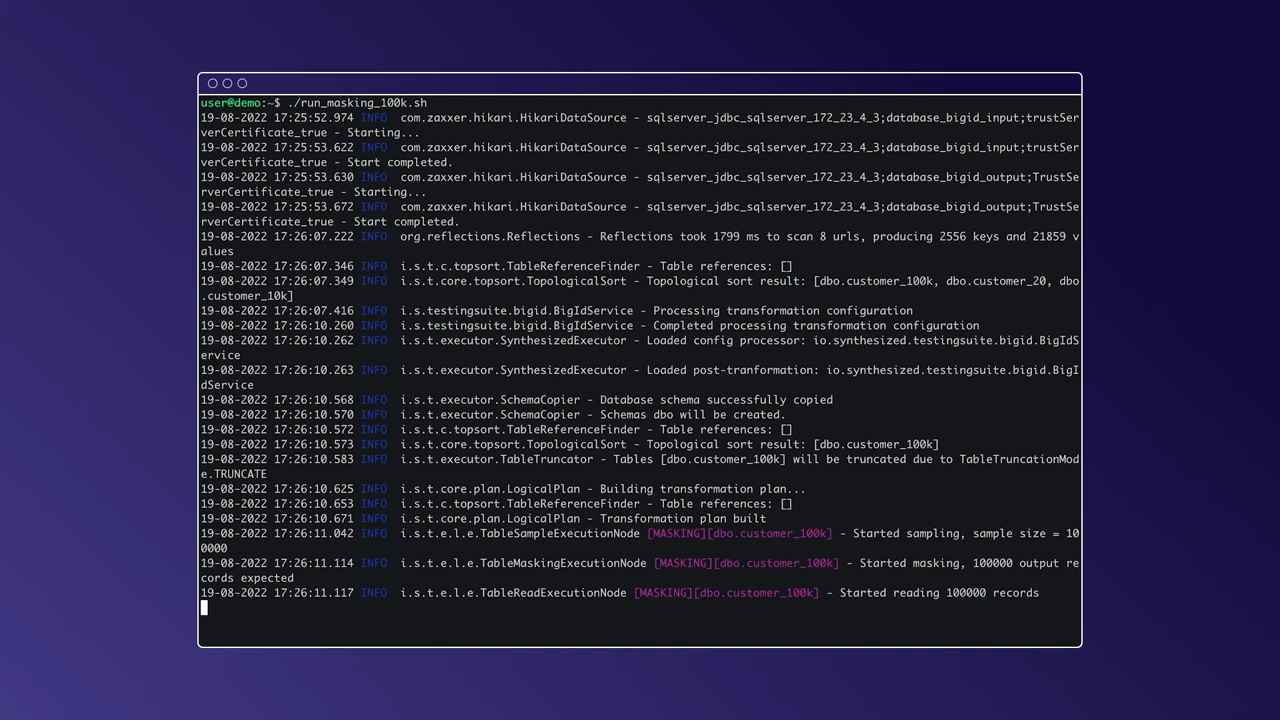 user@demo:~$ ./run_masking_100k.sh
19-08-2022 17:25:52.974 INFO  com.zaxxer.hikari.HikariDataSource - sqlserver_jdbc_sqlserver_172_23_4_3;database_bigid_input;trustSer
verCertificate_true - Starting...
19-08-2022 17:25:53.622 INFO  com.zaxxer.hikari.HikariDataSource - sqlserver_jdbc_sqlserver_172_23_4_3;database_bigid_input;trustSer
verCertificate_true - Start completed.
19-08-2022 17:25:53.630 INFO  com.zaxxer.hikari.HikariDataSource - sqlserver_jdbc_sqlserver_172_23_4_3;database_bigid_output;TrustSe
rverCertificate_true - Starting...
19-08-2022 17:25:53.672 INFO  com.zaxxer.hikari.HikariDataSource - sqlserver_jdbc_sqlserver_172_23_4_3;database_bigid_output;TrustSe
rverCertificate_true - Start completed.
19-08-2022 17:26:07.222 INFO  org.reflections.Reflections - Reflections took 1799 ms to scan 8 urls, producing 2556 keys and 21859 v
alues
19-08-2022 17:26:07.346 INFO  i.s.t.c.topsort.TableReferenceFinder - Table references: []
19-08-2022 17:26:07.349 INFO  i.s.t.core.topsort.TopologicalSort - Topological sort result: [dbo.customer_100k, dbo.customer_20, dbo
.customer_10k]
19-08-2022 17:26:07.416 INFO  i.s.testingsuite.bigid.BigIdService - Processing transformation configuration
19-08-2022 17:26:10.260 INFO  i.s.testingsuite.bigid.BigIdService - Completed processing transformation configuration
19-08-2022 17:26:10.262 INFO  i.s.t.executor.SynthesizedExecutor - Loaded config processor: io.synthesized.testingsuite.bigid.BigIdS
ervice
19-08-2022 17:26:10.263 INFO  i.s.t.executor.SynthesizedExecutor - Loaded post-tranformation: io.synthesized.testingsuite.bigid.BigI
dService
19-08-2022 17:26:10.568 INFO  i.s.t.executor.SchemaCopier - Database schema successfully copied
19-08-2022 17:26:10.570 INFO  i.s.t.executor.SchemaCopier - Schemas dbo will be created.
19-08-2022 17:26:10.572 INFO  i.s.t.c.topsort.TableReferenceFinder - Table references: []
19-08-2022 17:26:10.573 INFO  i.s.t.core.topsort.TopologicalSort - Topological sort result: [dbo.customer_100k]
19-08-2022 17:26:10.583 INFO  i.s.t.executor.TableTruncator - Tables [dbo.customer_100k] will be truncated due to TableTruncationMod
e.TRUNCATE
19-08-2022 17:26:10.625 INFO  i.s.t.core.plan.LogicalPlan - Building transformation plan...
19-08-2022 17:26:10.653 INFO  i.s.t.c.topsort.TableReferenceFinder - Table references: []
19-08-2022 17:26:10.671 INFO  i.s.t.core.plan.LogicalPlan - Transformation plan built
19-08-2022 17:26:11.042 INFO  i.s.t.e.l.e.TableSampleExecutionNode [MASKING][dbo.customer_100k] - Started sampling, sample size = 10
0000
19-08-2022 17:26:11.114 INFO  i.s.t.e.l.e.TableMaskingExecutionNode [MASKING][dbo.customer_100k] - Started masking, 100000 output re
cords expected
19-08-2022 17:26:11.117 INFO  i.s.t.e.l.e.TableReadExecutionNode [MASKING][dbo.customer_100k] - Started reading 100000 records